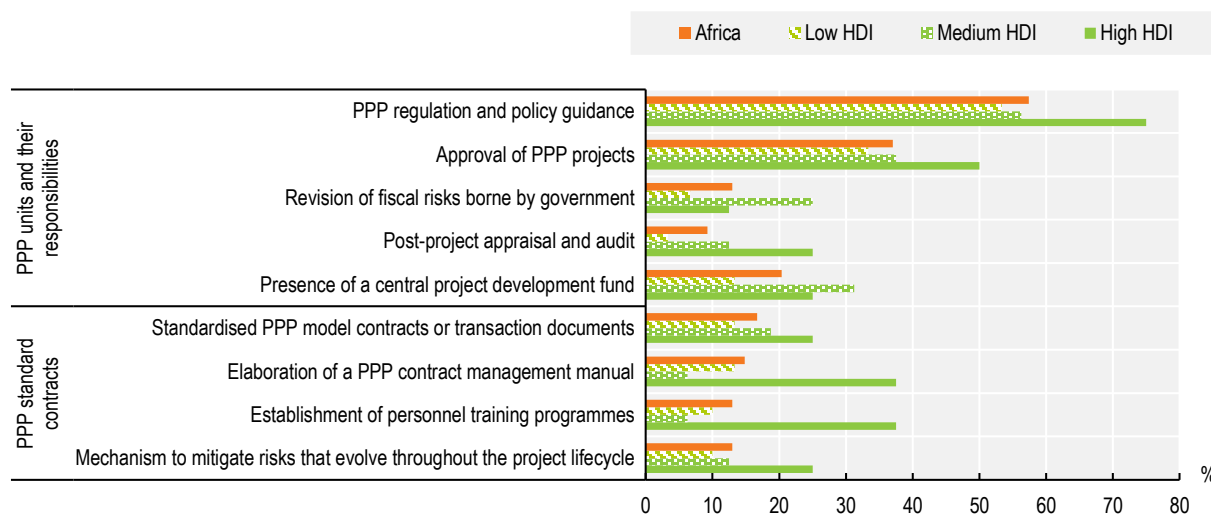 Africa Low HDI Medium HDI High HDI
PPP units and their
responsibilities
PPP regulation and policy guidance
Approval of PPP projects
Revision of fiscal risks borne by government
Post-project appraisal and audit
Presence of a central project development fund
PPP standard
contracts
Standardised PPP model contracts or transaction documents
Elaboration of a PPP contract management manual
Establishment of personnel training programmes
Mechanism to mitigate risks that evolve throughout the project lifecycle
0 10 20 30 40 50 60 70 80
%